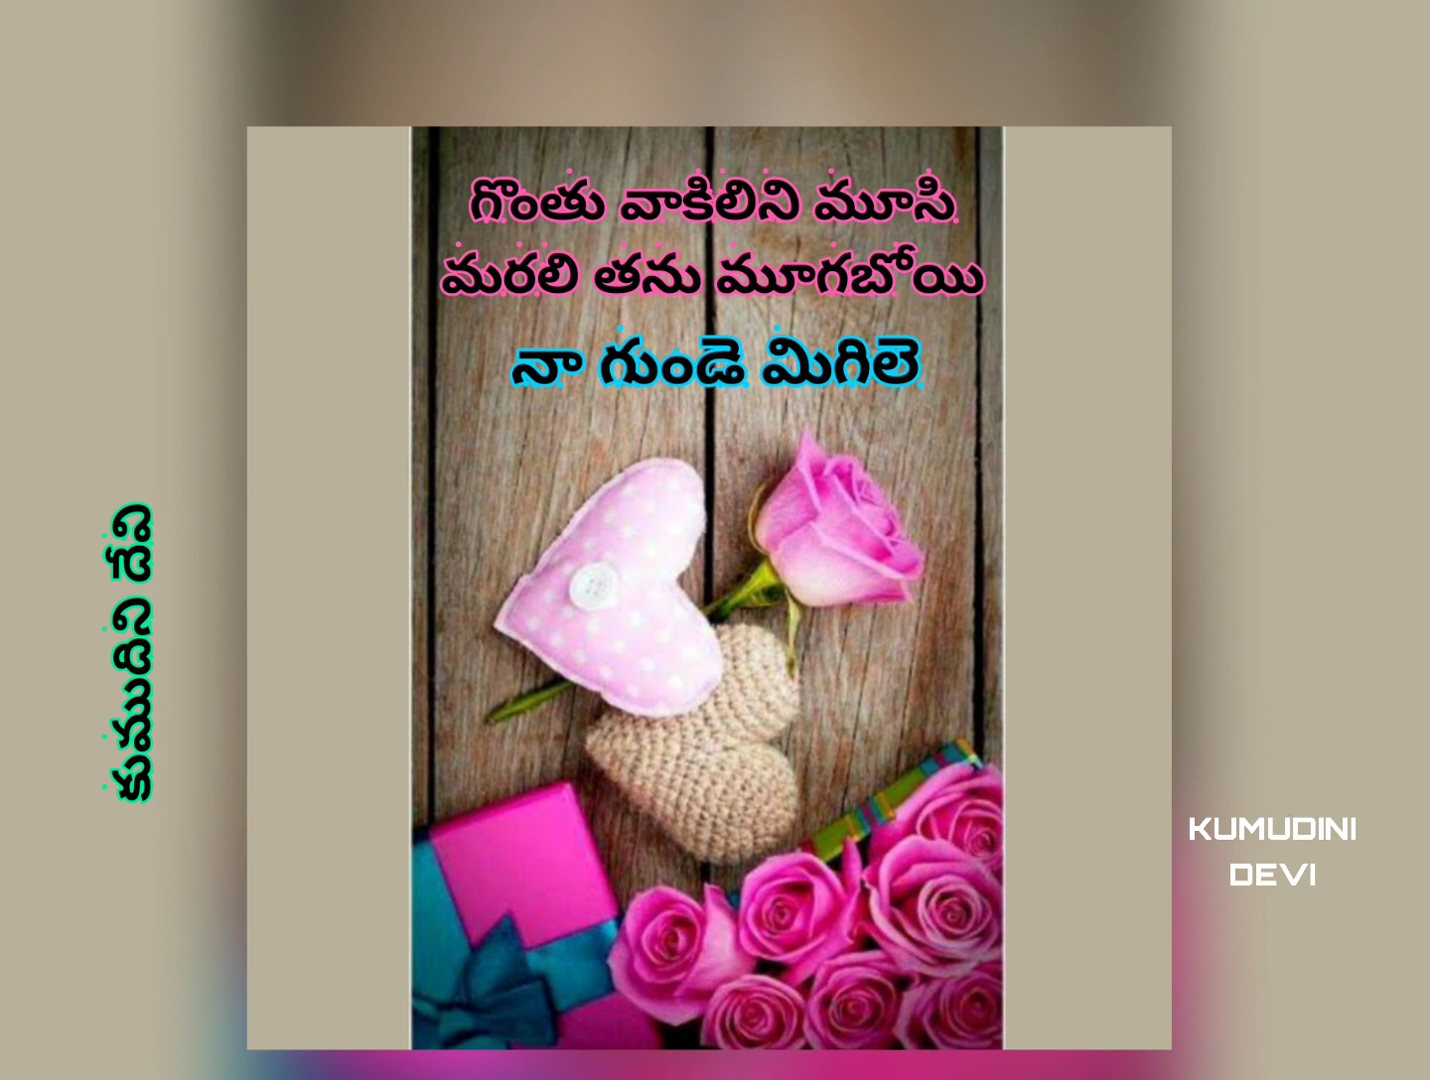 గొంతు వాకిలిని మూసి
మరలి తను మూగబోయి
నా గుండె మిగిలె
కుముదిని దేవి
KUMUDINI
DEVI